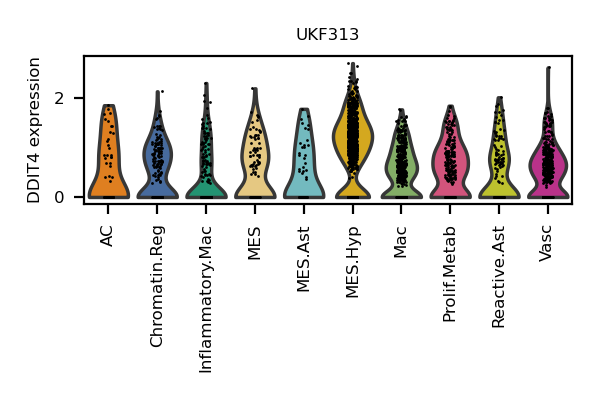 UKF313
DDIT4 expression
2
0
AC
Chromatin.Reg
Inflammatory.Mac
MES
MES.Ast
MES.Hyp
Mac
Prolif.Metab
Reactive.Ast
Vasc